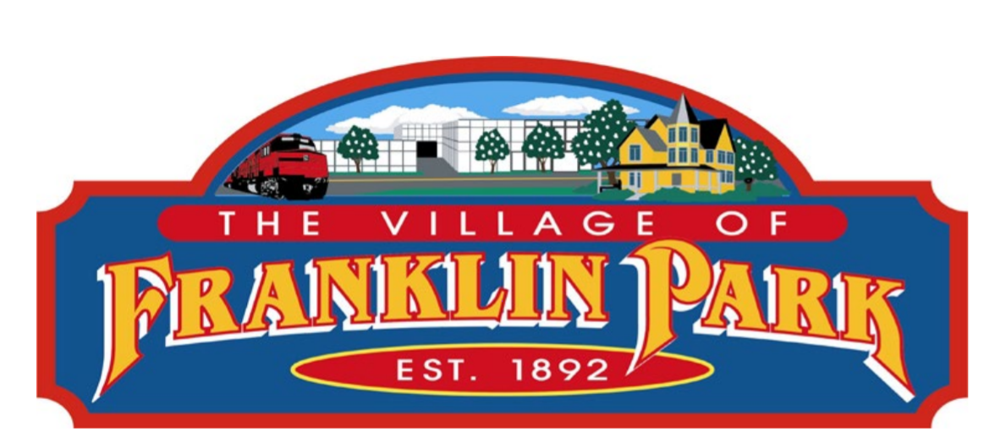 THE VILLAGE OF
FRANKLIN PARK
EST. 1892